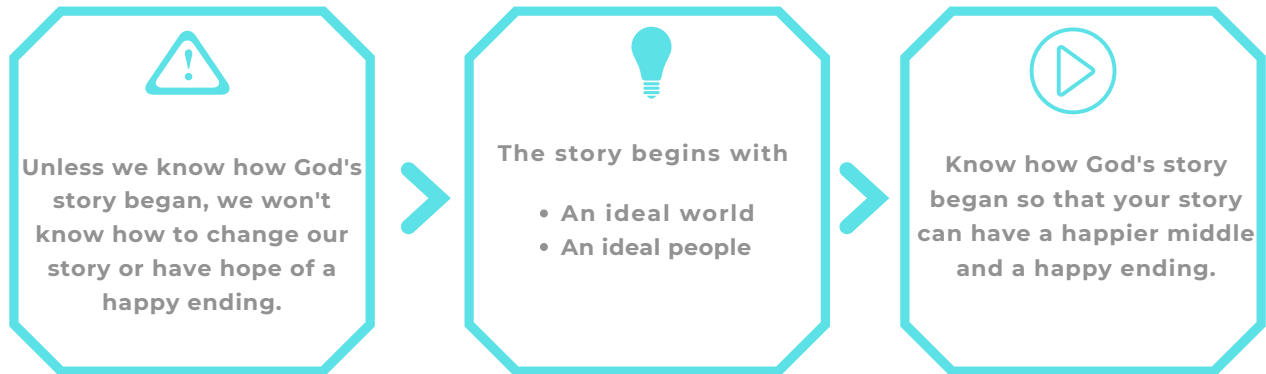 Unless we know how God's
story began, we won't
know how to change our
story or have hope of a
happy ending.
The story begins with
• An ideal world
• An ideal people
Know how God's story
began so that your story
can have a happier middle
and a happy ending.